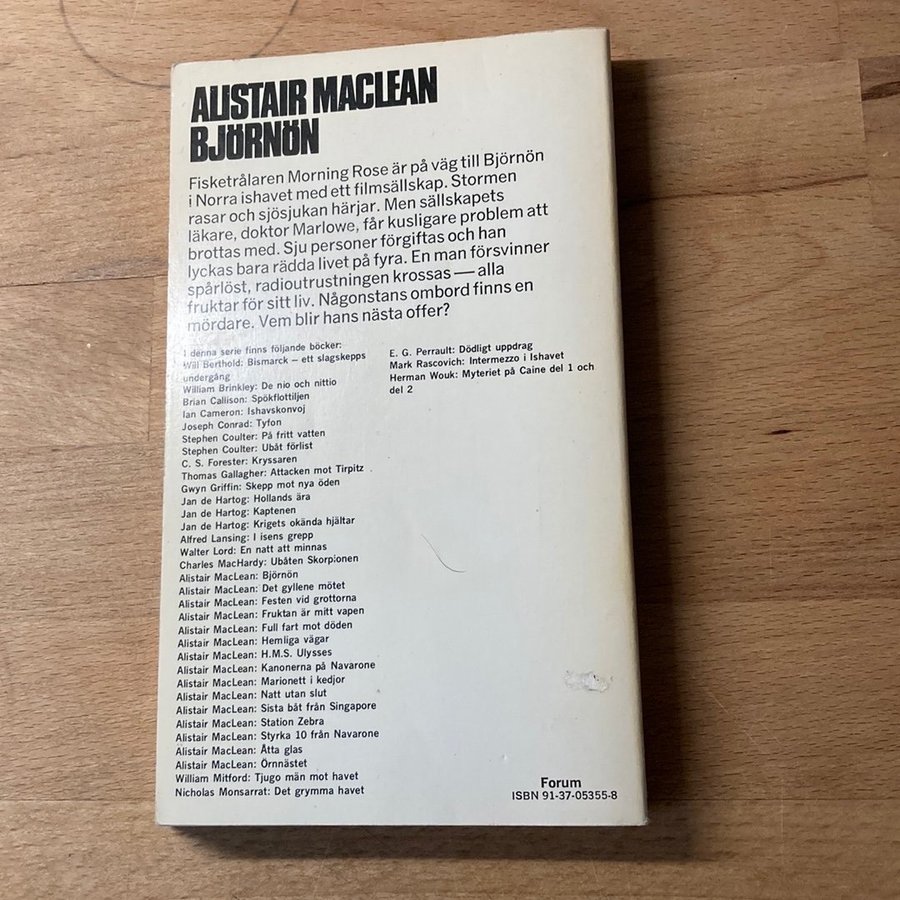 ALISTAIR MACLEAN
BJÖRNÖN
Fisketrålaren Morning Rose är på väg till Björnön
i Norra ishavet med ett filmsällskap. Stormen
rasar och sjösjukan härjar. Men sällskapets
läkare, doktor Marlowe, får kusligare problem att
brottas med. Sju personer förgiftas och han
lyckas bara rädda livet på fyra. En man försvinner
spårlöst, radioutrustningen krossas — alla
fruktar för sitt liv. Någonstans ombord finns en
mördare. Vem blir hans nästa offer?
I denna serie finns följande böcker:
Will Berthold: Bismarck – ett slagskepps
undergång
William Brinkley: De nio och nittio
Brian Callison: Spökflottiljen
Ian Cameron: Ishavskonvoj
Joseph Conrad: Tyfon
Stephen Coulter: På fritt vatten
Stephen Coulter: Ubåt förlist
C. S. Forester: Kryssaren
Thomas Gallagher: Attacken mot Tirpitz
Gwyn Griffin: Skepp mot nya öden
Jan de Hartog: Hollands ära
Jan de Hartog: Kaptenen
Jan de Hartog: Krigets okända hjältar
Alfred Lansing: I isens grepp
Walter Lord: En natt att minnas
Charles MacHardy: Ubåten Skorpionen
Alistair MacLean: Björnön
Alistair MacLean: Det gyllene mötet
Alistair MacLean: Festen vid grottorna
Alistair MacLean: Fruktan är mitt vapen
Alistair MacLean: Full fart mot döden
Alistair MacLean: Hemliga vägar
Alistair MacLean: H.M.S. Ulysses
Alistair MacLean: Kanonerna på Navarone
Alistair MacLean: Marionett i kedjor
Alistair MacLean: Natt utan slut
Alistair MacLean: Sista båt från Singapore
Alistair MacLean: Station Zebra
Alistair MacLean: Styrka 10 från Navarone
Alistair MacLean: Åtta glas
Alistair MacLean: Örnnästet
William Mitford: Tjugo män mot havet
Nicholas Monsarrat: Det grymma havet
E. G. Perrault: Dödligt uppdrag
Mark Rascovich: Intermezzo i Ishavet
Herman Wouk: Myteriet på Caine del 1 och
del 2
Forum
ISBN 91-37-05355-8